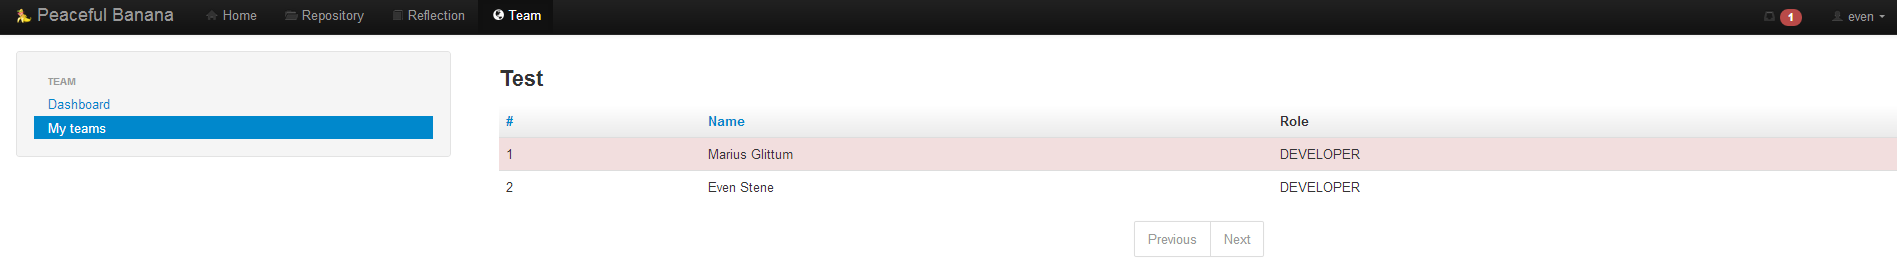 Peaceful Banana Home Repository Reflection Team 1 even
TEAM
Dashboard
My teams
Test
# Name Role
1 Marius Glittum DEVELOPER
2 Even Stene DEVELOPER
Previous Next